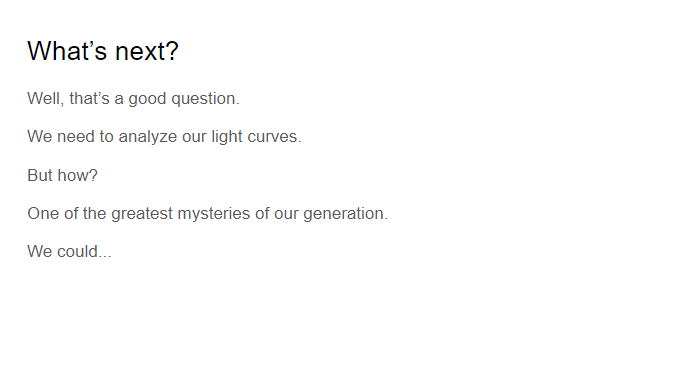 What’s next?
Well, that’s a good question.
We need to analyze our light curves.
But how?
One of the greatest mysteries of our generation.
We could...